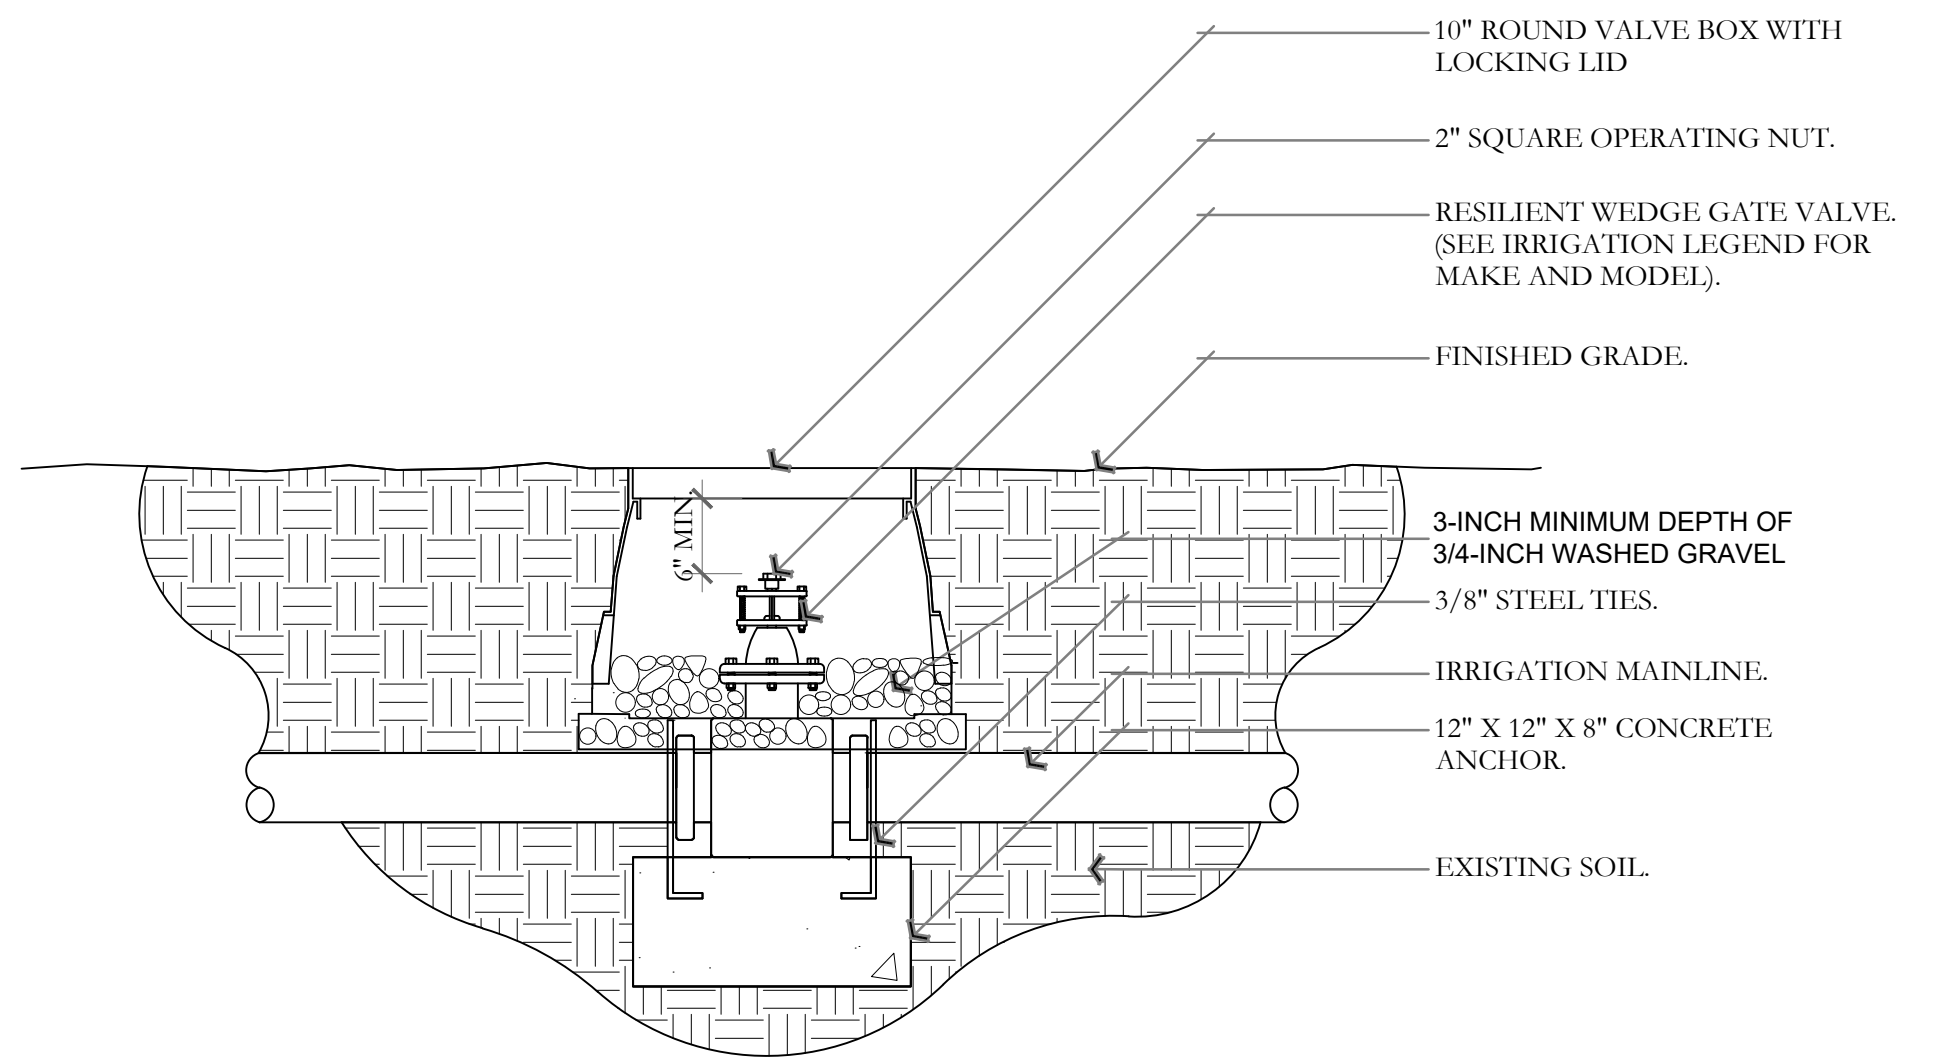 10" ROUND VALVE BOX WITH
LOCKING LID
2" SQUARE OPERATING NUT.
RESILIENT WEDGE GATE VALVE.
(SEE IRRIGATION LEGEND FOR
MAKE AND MODEL).
FINISHED GRADE.
6" MIN.
3-INCH MINIMUM DEPTH OF
3/4-INCH WASHED GRAVEL
3/8" STEEL TIES.
IRRIGATION MAINLINE.
12" X 12" X 8" CONCRETE
ANCHOR.
EXISTING SOIL.